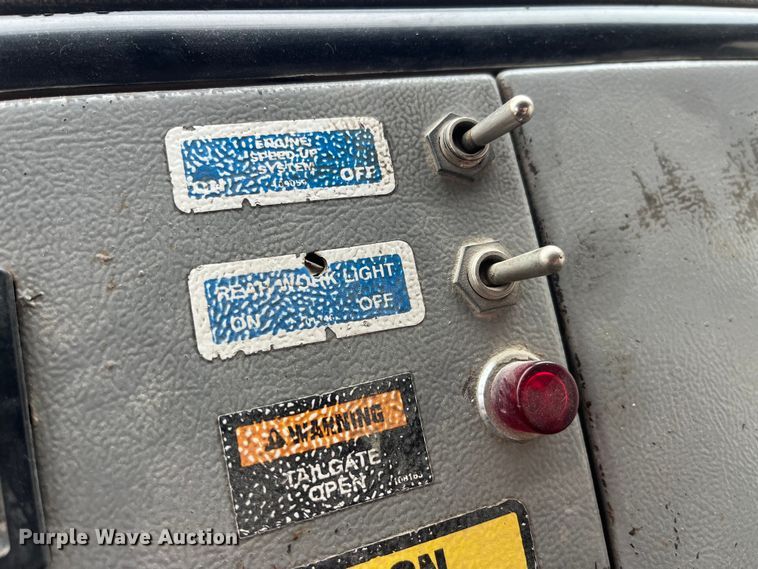 ENGINE
SPEED-UP
SYSTEM
ON OFF
REAR WORK LIGHT
ON OFF
WARNING
TAILGATE
OPEN
Purple Wave Auction